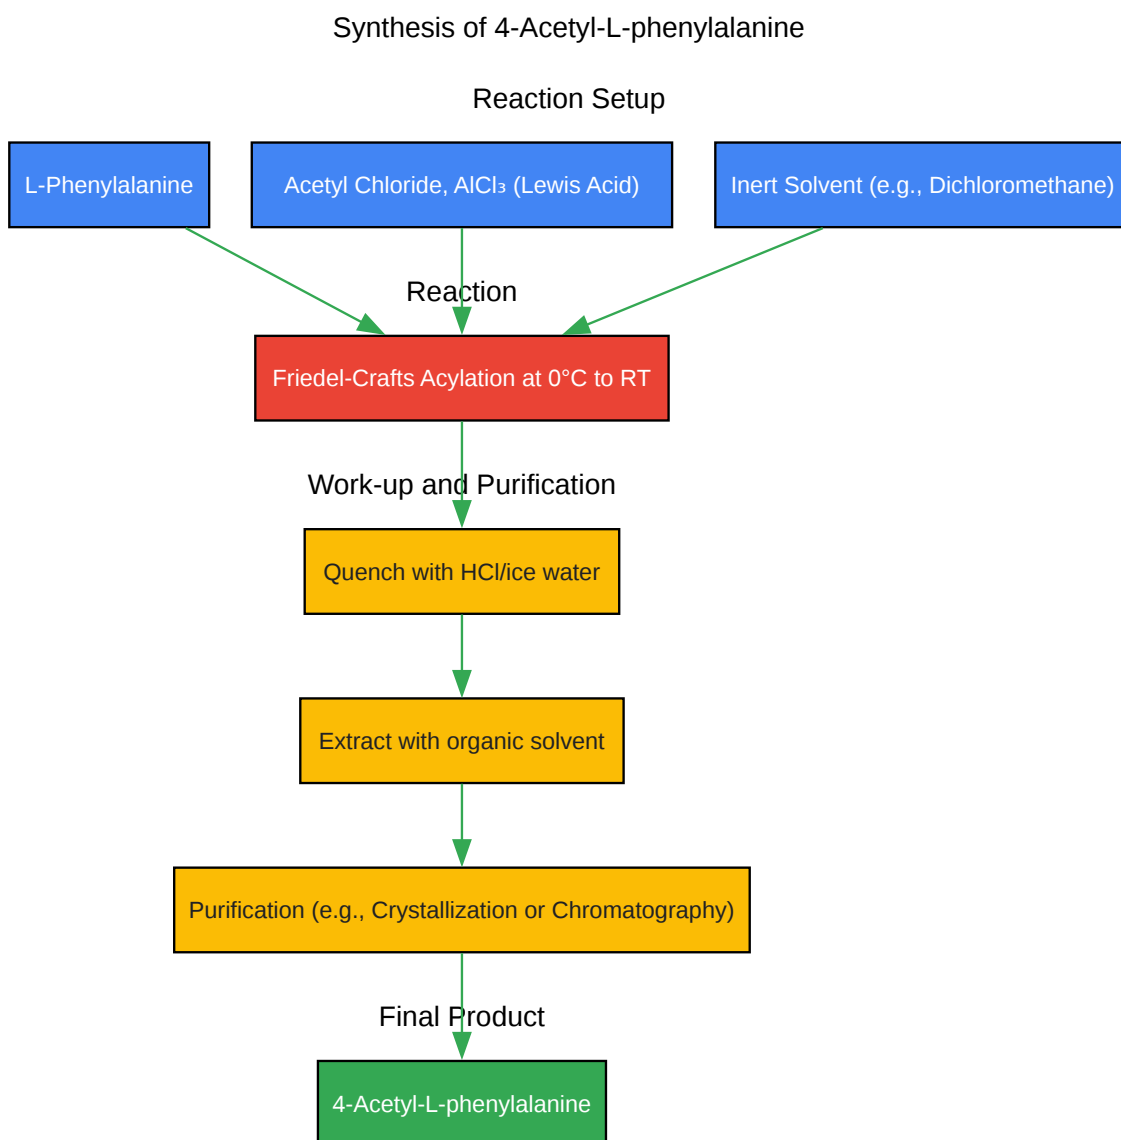 Synthesis of 4-Acetyl-L-phenylalanine
Reaction Setup
L-Phenylalanine
Acetyl Chloride, AlCl₃ (Lewis Acid)
Inert Solvent (e.g., Dichloromethane)
Reaction
Friedel-Crafts Acylation at 0°C to RT
Work-up and Purification
Quench with HCl/ice water
Extract with organic solvent
Purification (e.g., Crystallization or Chromatography)
Final Product
4-Acetyl-L-phenylalanine